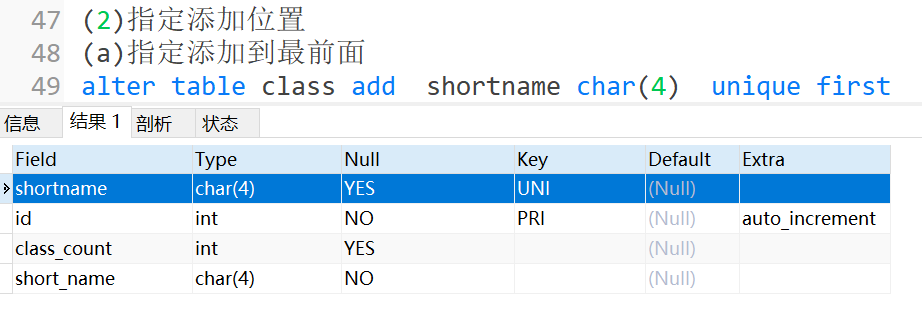 47 (2)指定添加位置
48 (a)指定添加到最前面
49 alter table class add  shortname char(4)  unique first
信息 结果 1 剖析 状态
Field Type Null Key Default Extra
shortname char(4) YES UNI (Null)
id int NO PRI (Null) auto_increment
class_count int YES (Null)
short_name char(4) NO (Null)